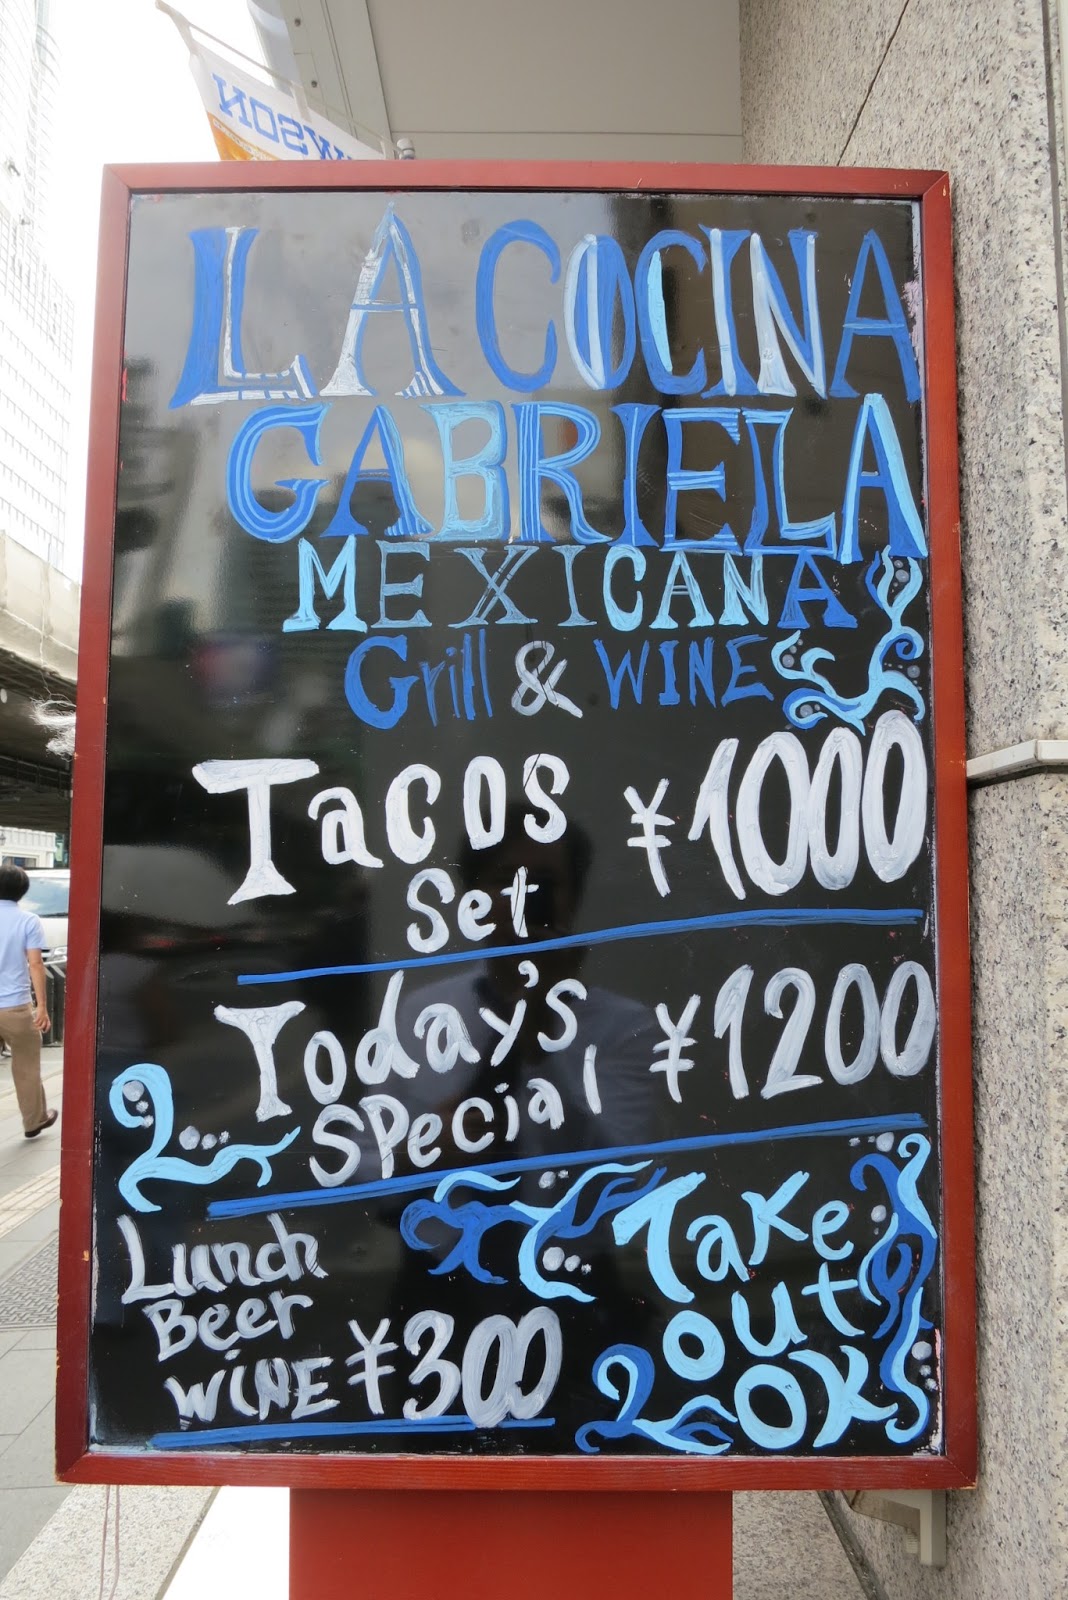 LA COCINA
GABRIELA
MEXICANA
Grill & WINE
Tacos ¥1000
Set
Today's ¥1200
Special
Lunch
Beer
WiNE ¥300
Take
out
OK